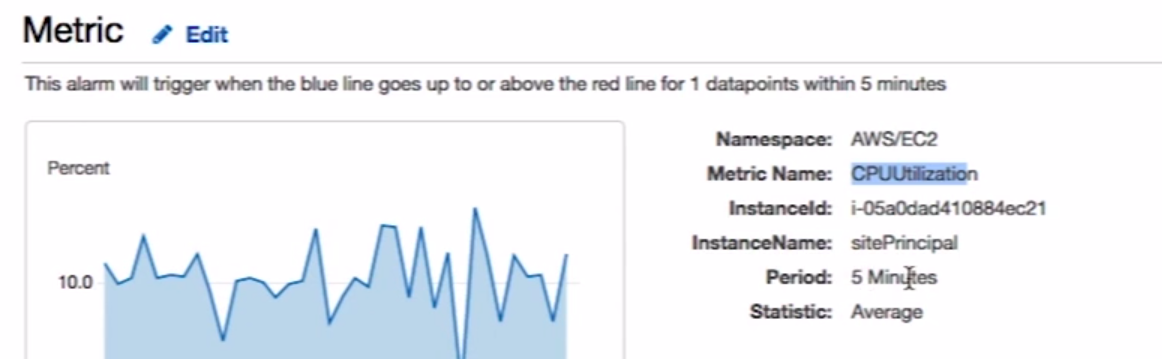 Metric Edit
This alarm will trigger when the blue line goes up to or above the red line for 1 datapoints within 5 minutes
Percent
10.0
Namespace: AWS/EC2
Metric Name: CPUUtilization
InstanceId: i-05a0dad410884ec21
InstanceName: sitePrincipal
Period: 5 Minutes
Statistic: Average